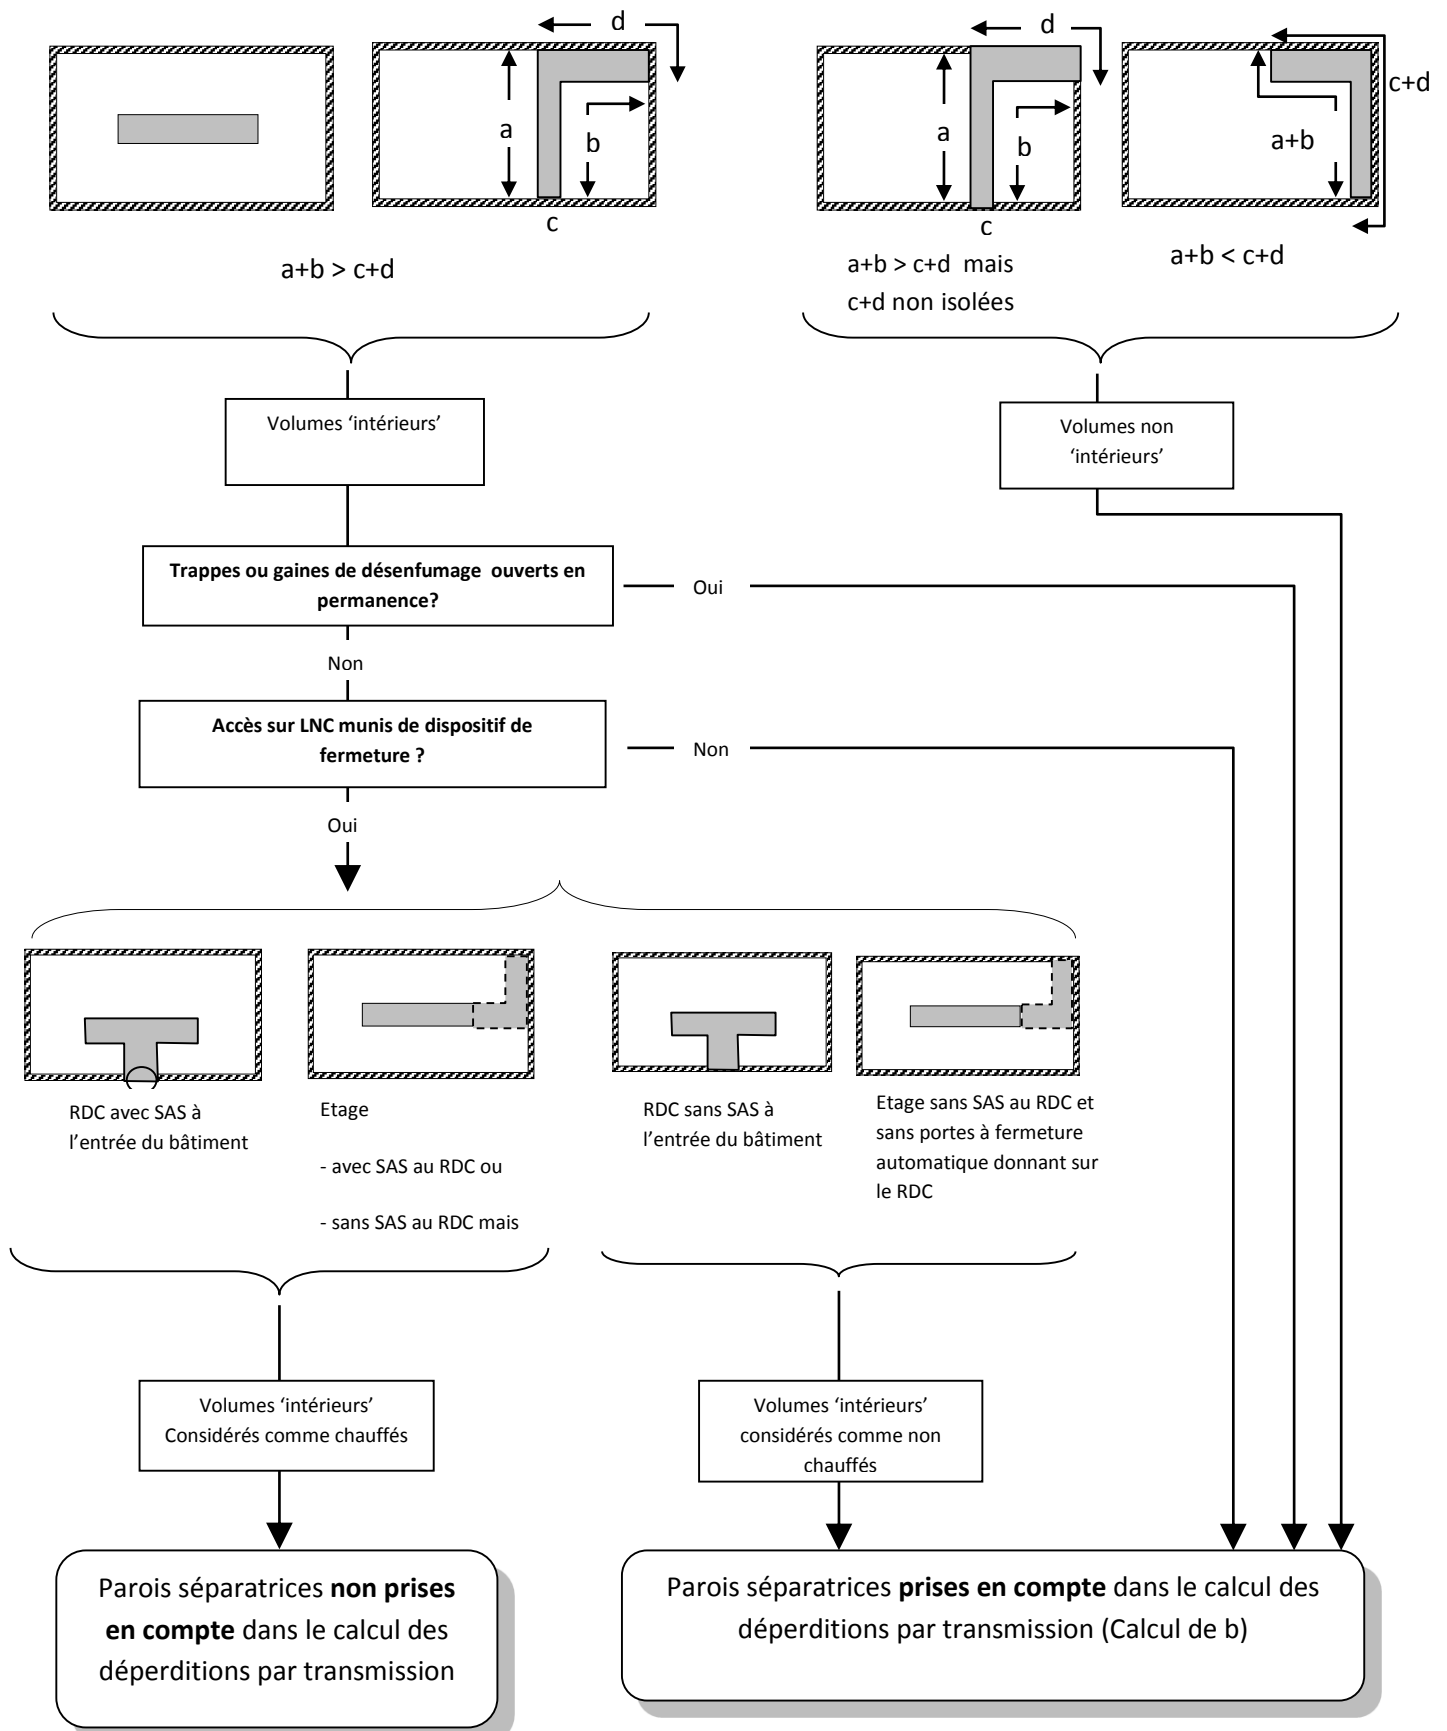 d
a
b
c
a+b > c+d
d
a
b
c
c+d
a+b
a+b > c+d mais
c+d non isolées
a+b < c+d
Volumes ‘intérieurs’
Volumes non
‘intérieurs’
Trappes ou gaines de désenfumage ouverts en
permanence?
Oui
Non
Accès sur LNC munis de dispositif de
fermeture ?
Non
Oui
RDC avec SAS à
l’entrée du bâtiment
Etage
- avec SAS au RDC ou
- sans SAS au RDC mais
RDC sans SAS à
l’entrée du bâtiment
Etage sans SAS au RDC et
sans portes à fermeture
automatique donnant sur
le RDC
Volumes ‘intérieurs’
Considérés comme chauffés
Volumes ‘intérieurs’
considérés comme non
chauffés
Parois séparatrices non prises
en compte dans le calcul des
déperditions par transmission
Parois séparatrices prises en compte dans le calcul des
déperditions par transmission (Calcul de b)